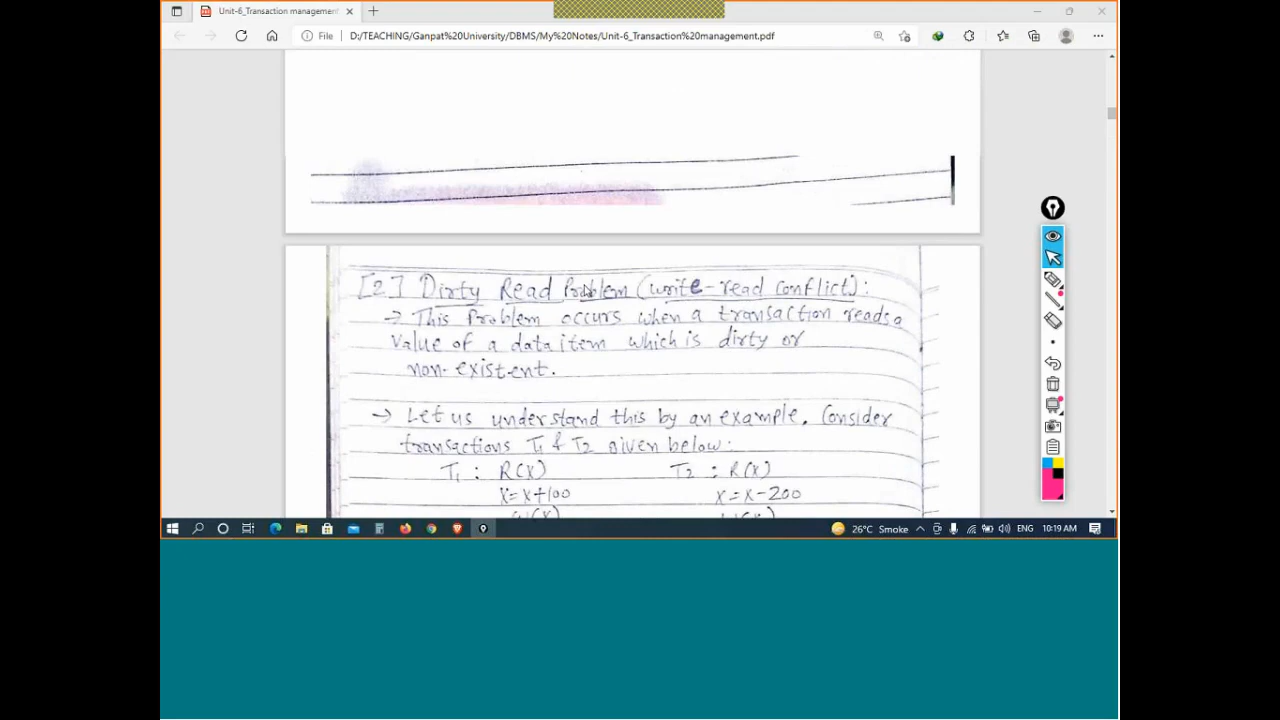 Unit-6_Transaction management
File
D:/TEACHING/Ganpat%20University/DBMS/My%20Notes/Unit-6_Transaction%20management.pdf
[2] Dirty Read Problem (write-read conflict):
→ This Problem occurs when a transaction reads a
value of a data item which is dirty or
non-existent.
→ Let us understand this by an example. Consider
transactions T1 & T2 given below:
T1 : R(X) T2 : R(X)
X=X+100 X=X-200
W(X) W(X)
26°C Smoke ENG 10:19 AM